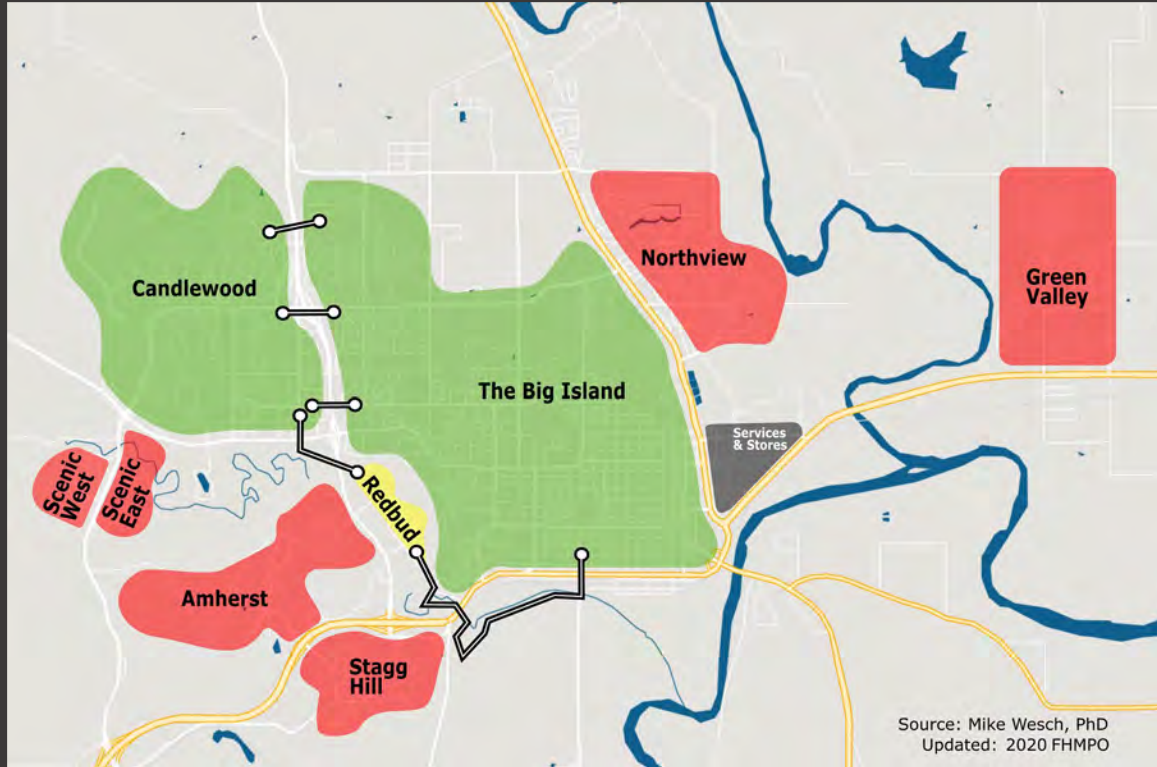 Northview
Candlewood
Green
Valley
The Big Island
Services
& Stores
Scenic
West
Scenic
East
Redbud
Amherst
Stagg
Hill
Source: Mike Wesch, PhD
Updated: 2020 FHMPO